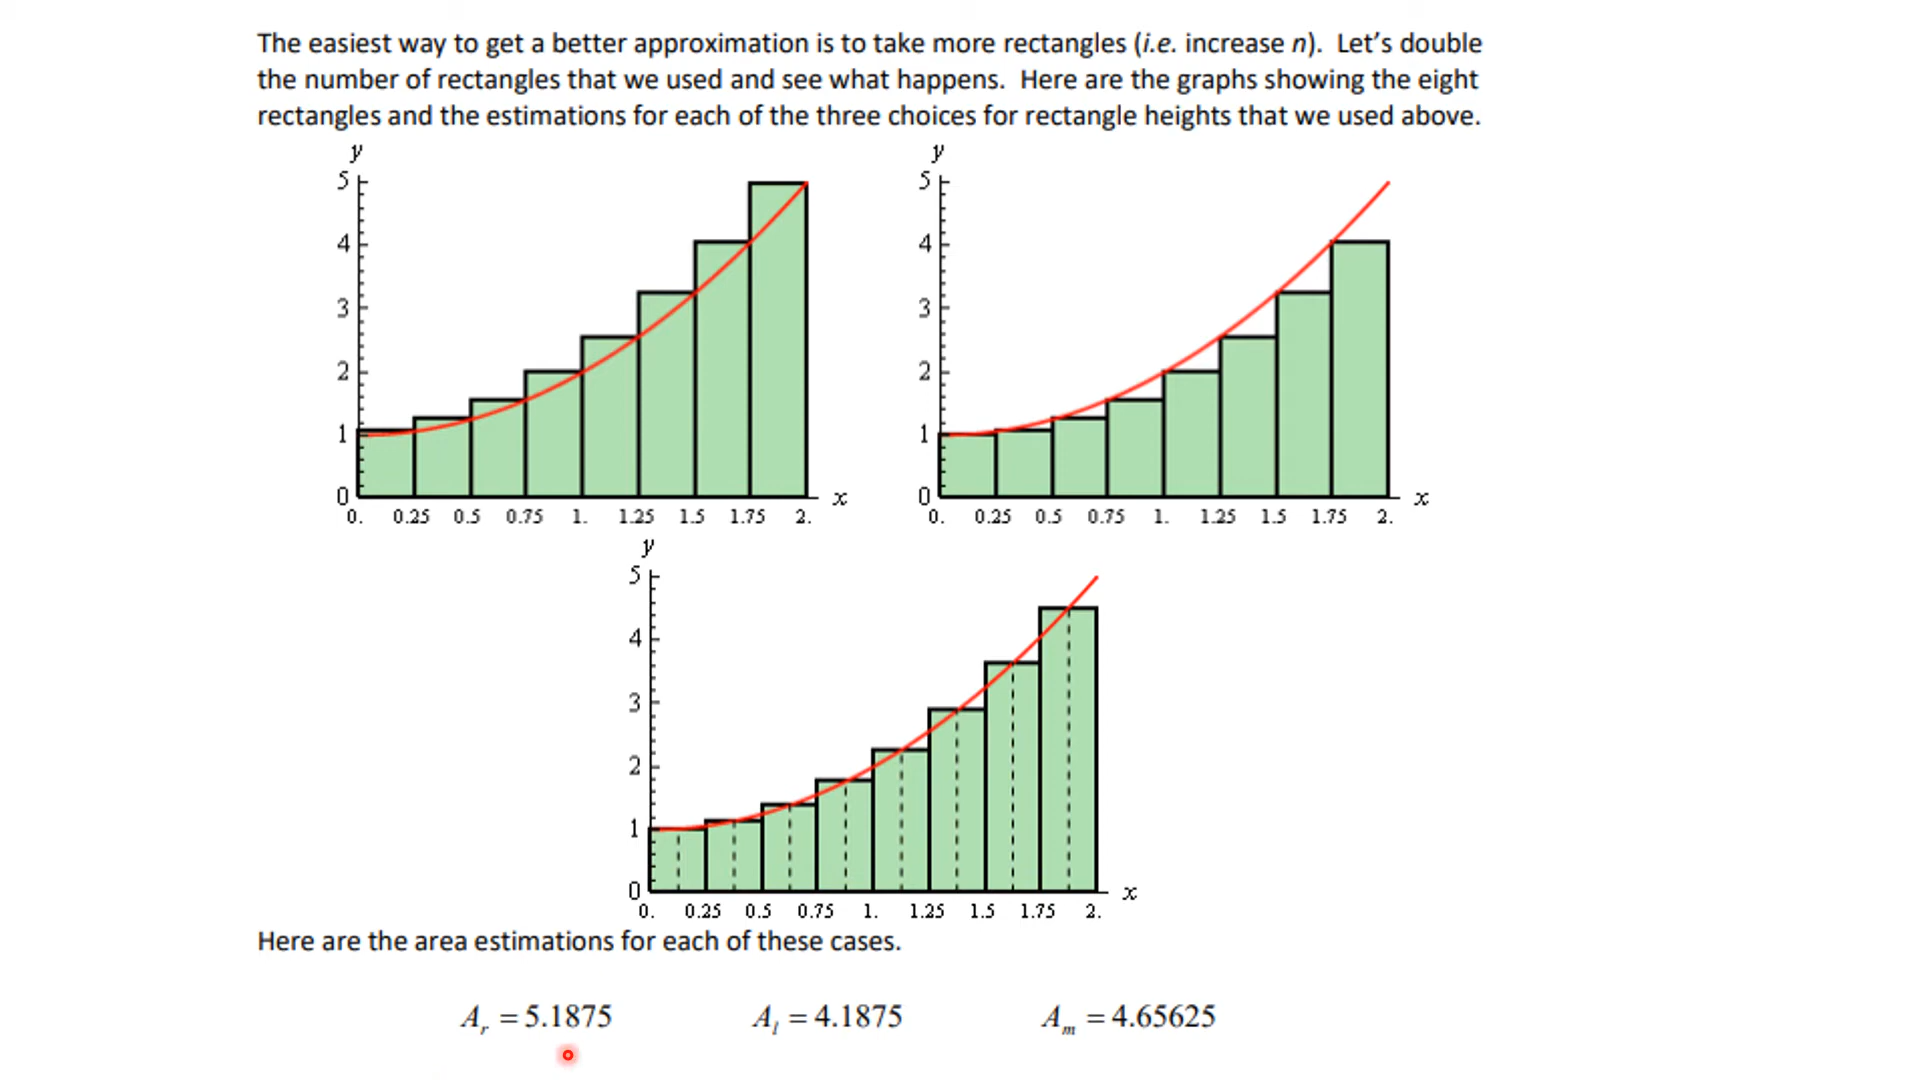 The easiest way to get a better approximation is to take more rectangles (i.e. increase n). Let’s double
the number of rectangles that we used and see what happens. Here are the graphs showing the eight
rectangles and the estimations for each of the three choices for rectangle heights that we used above.
y
5
4
3
2
1
0
0. 0.25 0.5 0.75 1. 1.25 1.5 1.75 2.
x
y
5
4
3
2
1
0
0. 0.25 0.5 0.75 1. 1.25 1.5 1.75 2.
x
y
5
4
3
2
1
0
0. 0.25 0.5 0.75 1. 1.25 1.5 1.75 2.
x
Here are the area estimations for each of these cases.
A_r = 5.1875 A_l = 4.1875 A_m = 4.65625